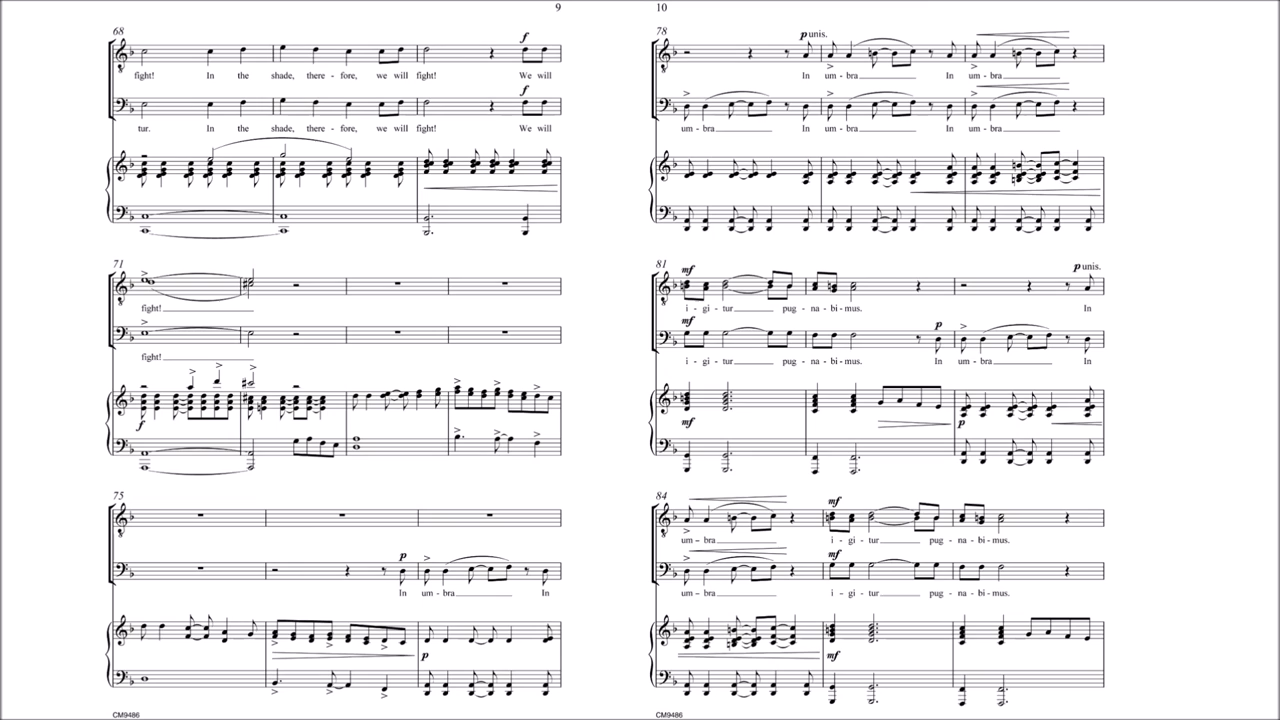 9
68
f
fight! In the shade, there - fore, we will fight! We will
f
tur. In the shade, there - fore, we will fight! We will
71
fight!
fight!
f
75
p
In um - bra In
p
CM9486
10
78
p unis.
In um - bra In um - bra
um - bra In um - bra In um - bra
81
mf
p unis.
i - gi - tur pug - na - bi - mus. In
mf
p
i - gi - tur pug - na - bi - mus. In um - bra In
mf
p
84
mf
um - bra i - gi - tur pug - na - bi - mus.
mf
um - bra i - gi - tur pug - na - bi - mus.
mf
CM9486